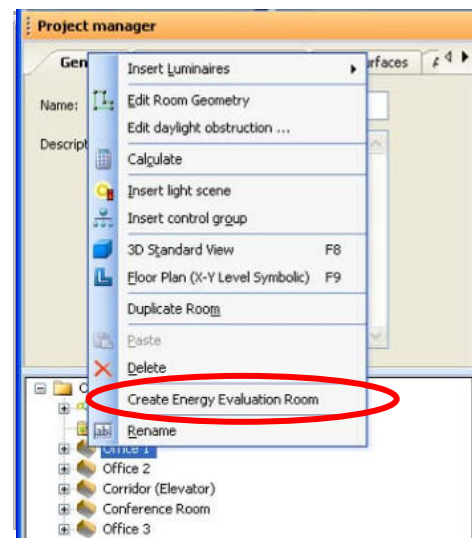 Project manager
Gen
rfaces
Name:
Descript
Insert Luminaires
Edit Room Geometry
Edit daylight obstruction ...
Calculate
Insert light scene
Insert control group
3D Standard View F8
Floor Plan (X-Y Level Symbolic) F9
Duplicate Room
Paste
Delete
Create Energy Evaluation Room
Rename
Office 1
Office 2
Corridor (Elevator)
Conference Room
Office 3